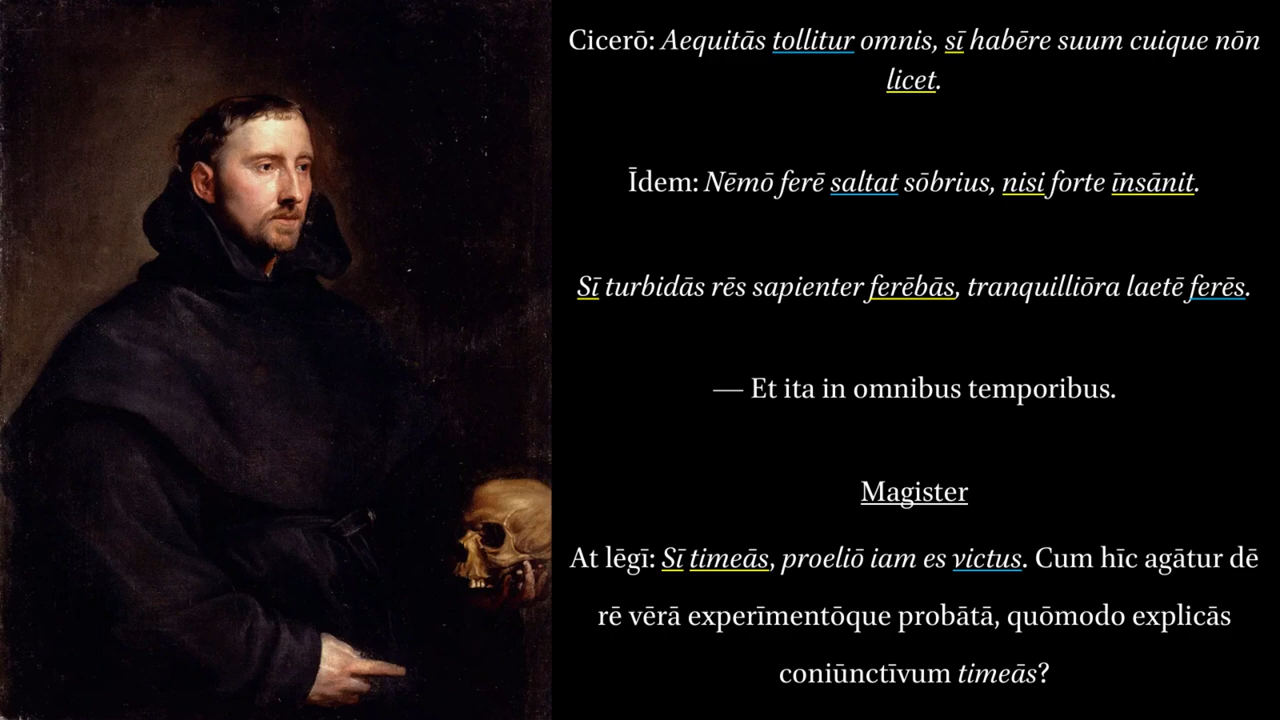 Cicerō: Aequitās tollitur omnis, sī habēre suum cuique nōn
licet.
Īdem: Nēmō ferē saltat sōbrius, nisi forte īnsānit.
Sī turbidās rēs sapienter ferēbās, tranquilliōra laetē ferēs.
— Et ita in omnibus temporibus.
Magister
At lēgī: Sī timeās, proeliō iam es victus. Cum hīc agātur dē
rē vērā experīmentōque probātā, quōmodo explicās
coniūnctīvum timeās?